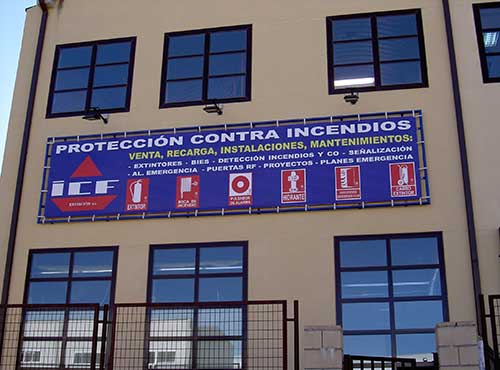 PROTECCIÓN CONTRA INCENDIOS
VENTA, RECARGA, INSTALACIONES, MANTENIMIENTOS:
- EXTINTORES - BIES - DETECCIÓN INCENDIOS Y CO - SEÑALIZACIÓN
- AL. EMERGENCIA - PUERTAS RF - PROYECTOS - PLANES EMERGENCIA
ICF
EXTINTOR
BOCA DE INCENDIO
PULSADOR DE ALARMA
HIDRANTE
CARRO EXTINTOR
ICF